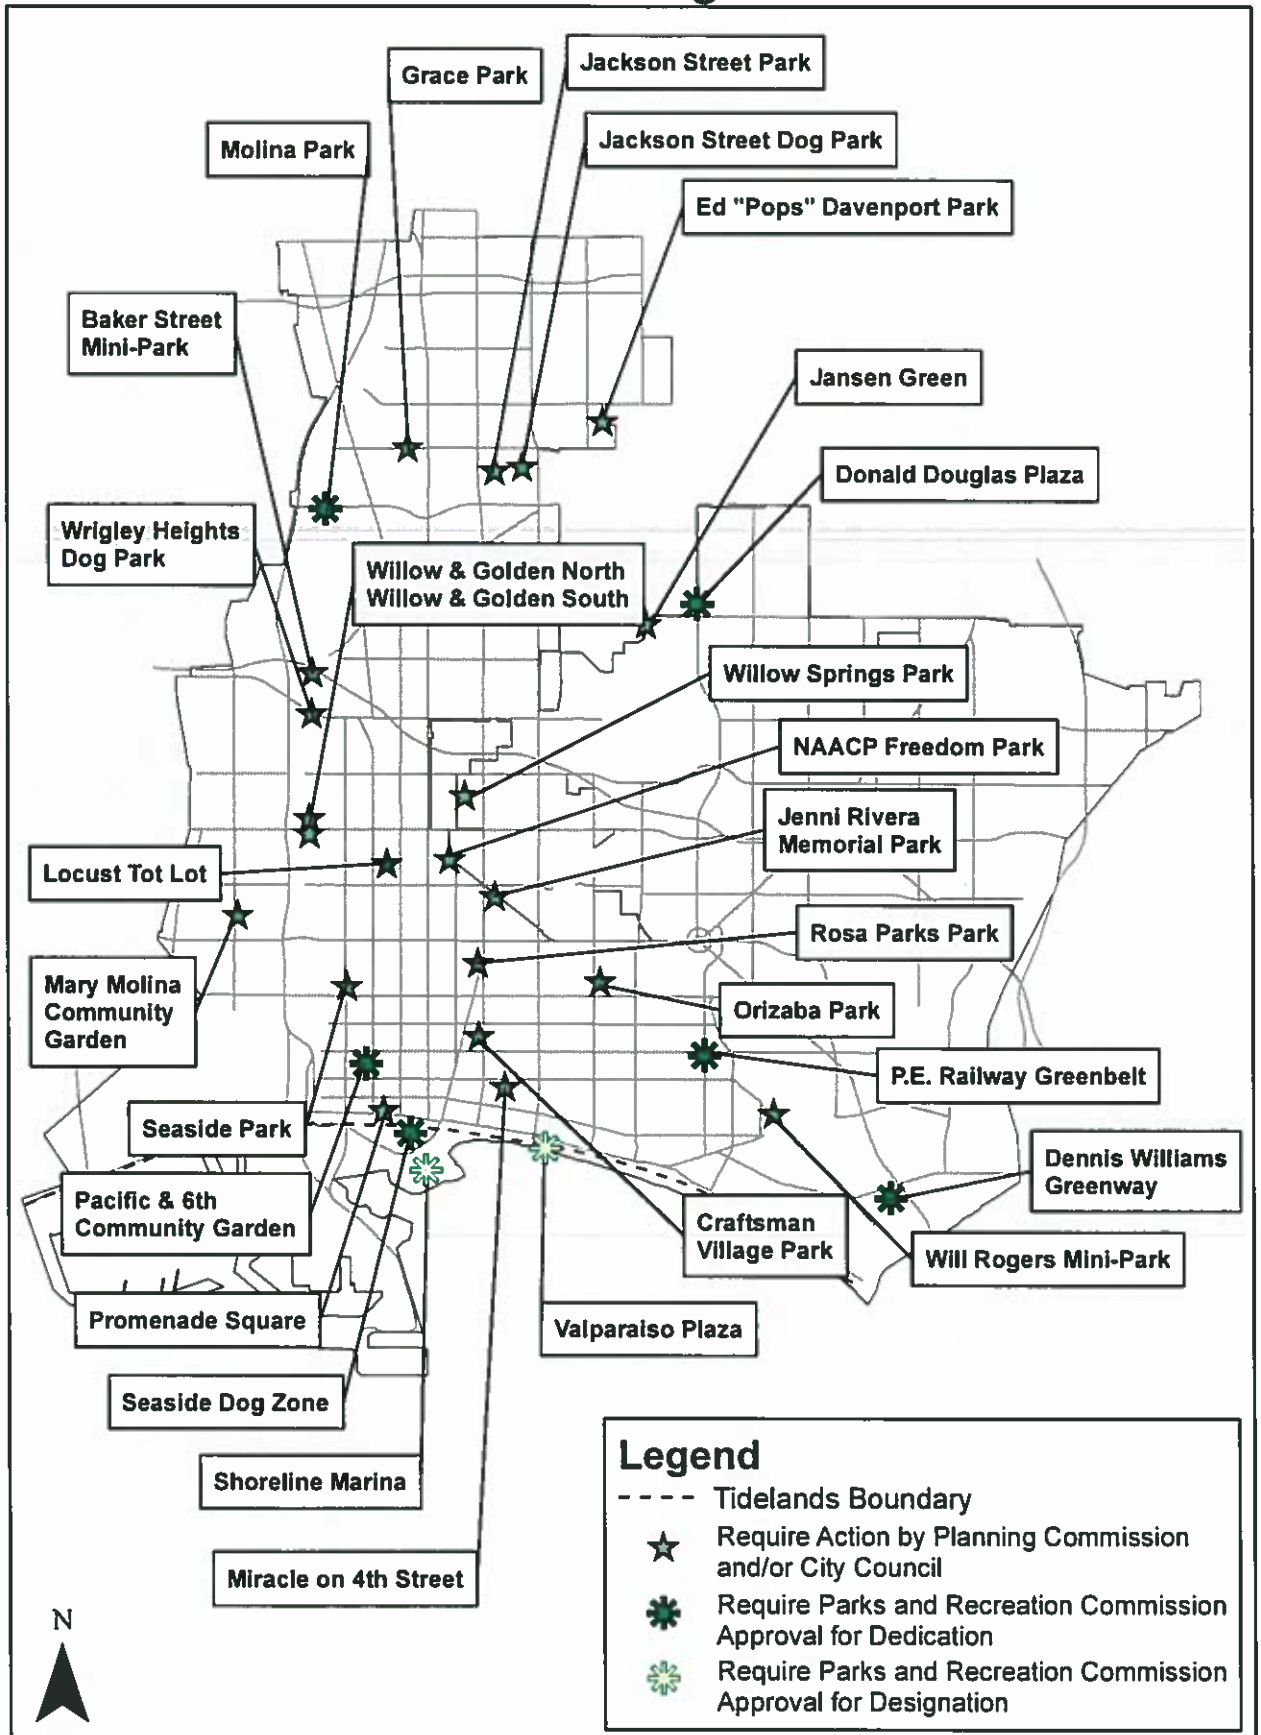 Grace Park
Jackson Street Park
Molina Park
Jackson Street Dog Park
Ed "Pops" Davenport Park
Baker Street
Mini-Park
Jansen Green
Donald Douglas Plaza
Wrigley Heights
Dog Park
Willow & Golden North
Willow & Golden South
Willow Springs Park
NAACP Freedom Park
Jenni Rivera
Memorial Park
Locust Tot Lot
Rosa Parks Park
Mary Molina
Community
Garden
Orizaba Park
P.E. Railway Greenbelt
Seaside Park
Dennis Williams
Greenway
Pacific & 6th
Community Garden
Craftsman
Village Park
Will Rogers Mini-Park
Promenade Square
Valparaiso Plaza
Seaside Dog Zone
Shoreline Marina
Miracle on 4th Street
Legend
Tidelands Boundary
Require Action by Planning Commission
and/or City Council
Require Parks and Recreation Commission
Approval for Dedication
Require Parks and Recreation Commission
Approval for Designation
N